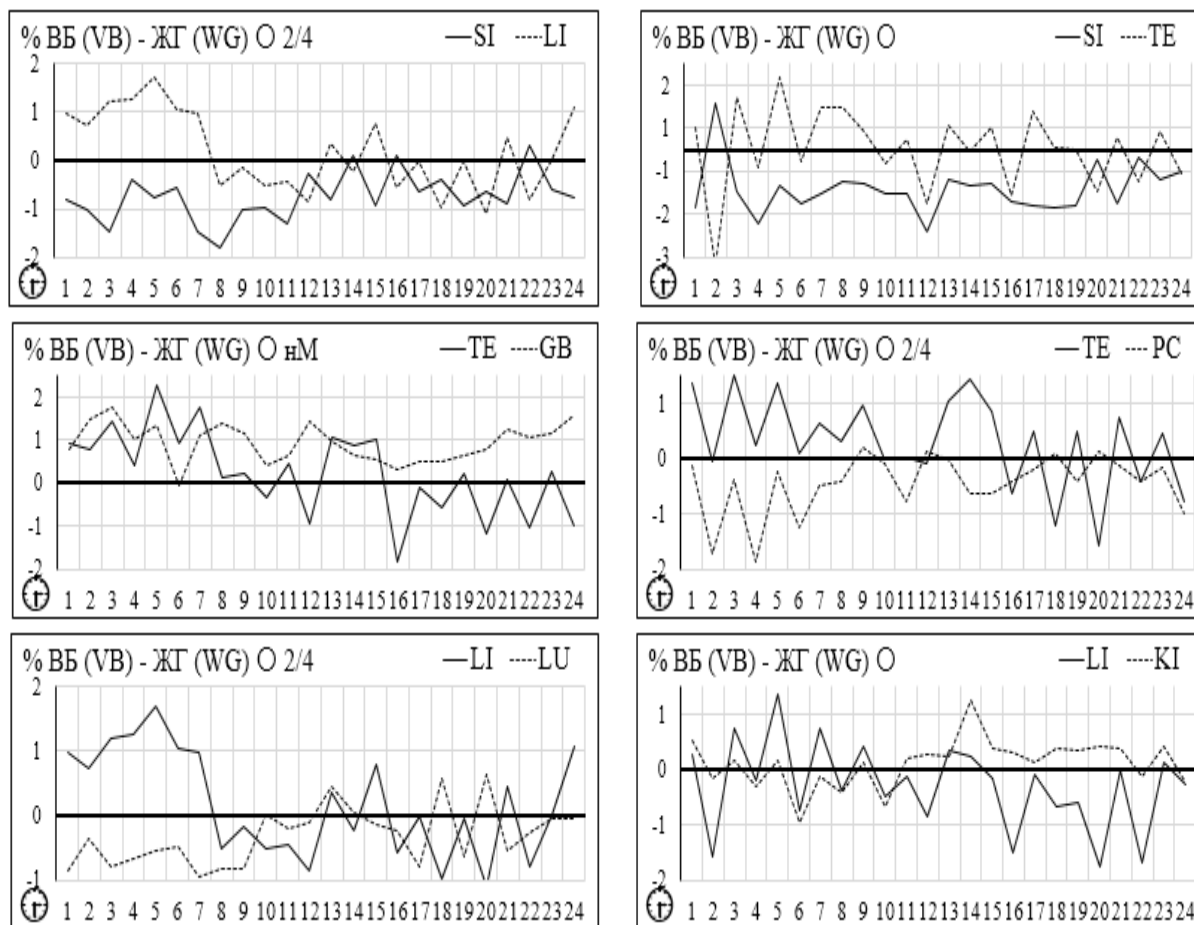 % ВБ (VB) - ЖГ (WG) O 2/4 —SI ----LI
2
1
0
-1
-2
г 1 2 3 4 5 6 7 8 9 10 11 12 13 14 15 16 17 18 19 20 21 22 23 24
% ВБ (VB) - ЖГ (WG) O —SI ----TE
2
1
-1
-2
-3
г 1 2 3 4 5 6 7 8 9 10 11 12 13 14 15 16 17 18 19 20 21 22 23 24
% ВБ (VB) - ЖГ (WG) O нМ —TE ----GB
2
1
0
-1
-2
г 1 2 3 4 5 6 7 8 9 10 11 12 13 14 15 16 17 18 19 20 21 22 23 24
% ВБ (VB) - ЖГ (WG) O 2/4 —TE ----PC
1
0
-1
-2
г 1 2 3 4 5 6 7 8 9 10 11 12 13 14 15 16 17 18 19 20 21 22 23 24
% ВБ (VB) - ЖГ (WG) O 2/4 —LI ----LU
2
1
0
-1
г 1 2 3 4 5 6 7 8 9 10 11 12 13 14 15 16 17 18 19 20 21 22 23 24
% ВБ (VB) - ЖГ (WG) O —LI ----KI
1
0
-1
-2
г 1 2 3 4 5 6 7 8 9 10 11 12 13 14 15 16 17 18 19 20 21 22 23 24